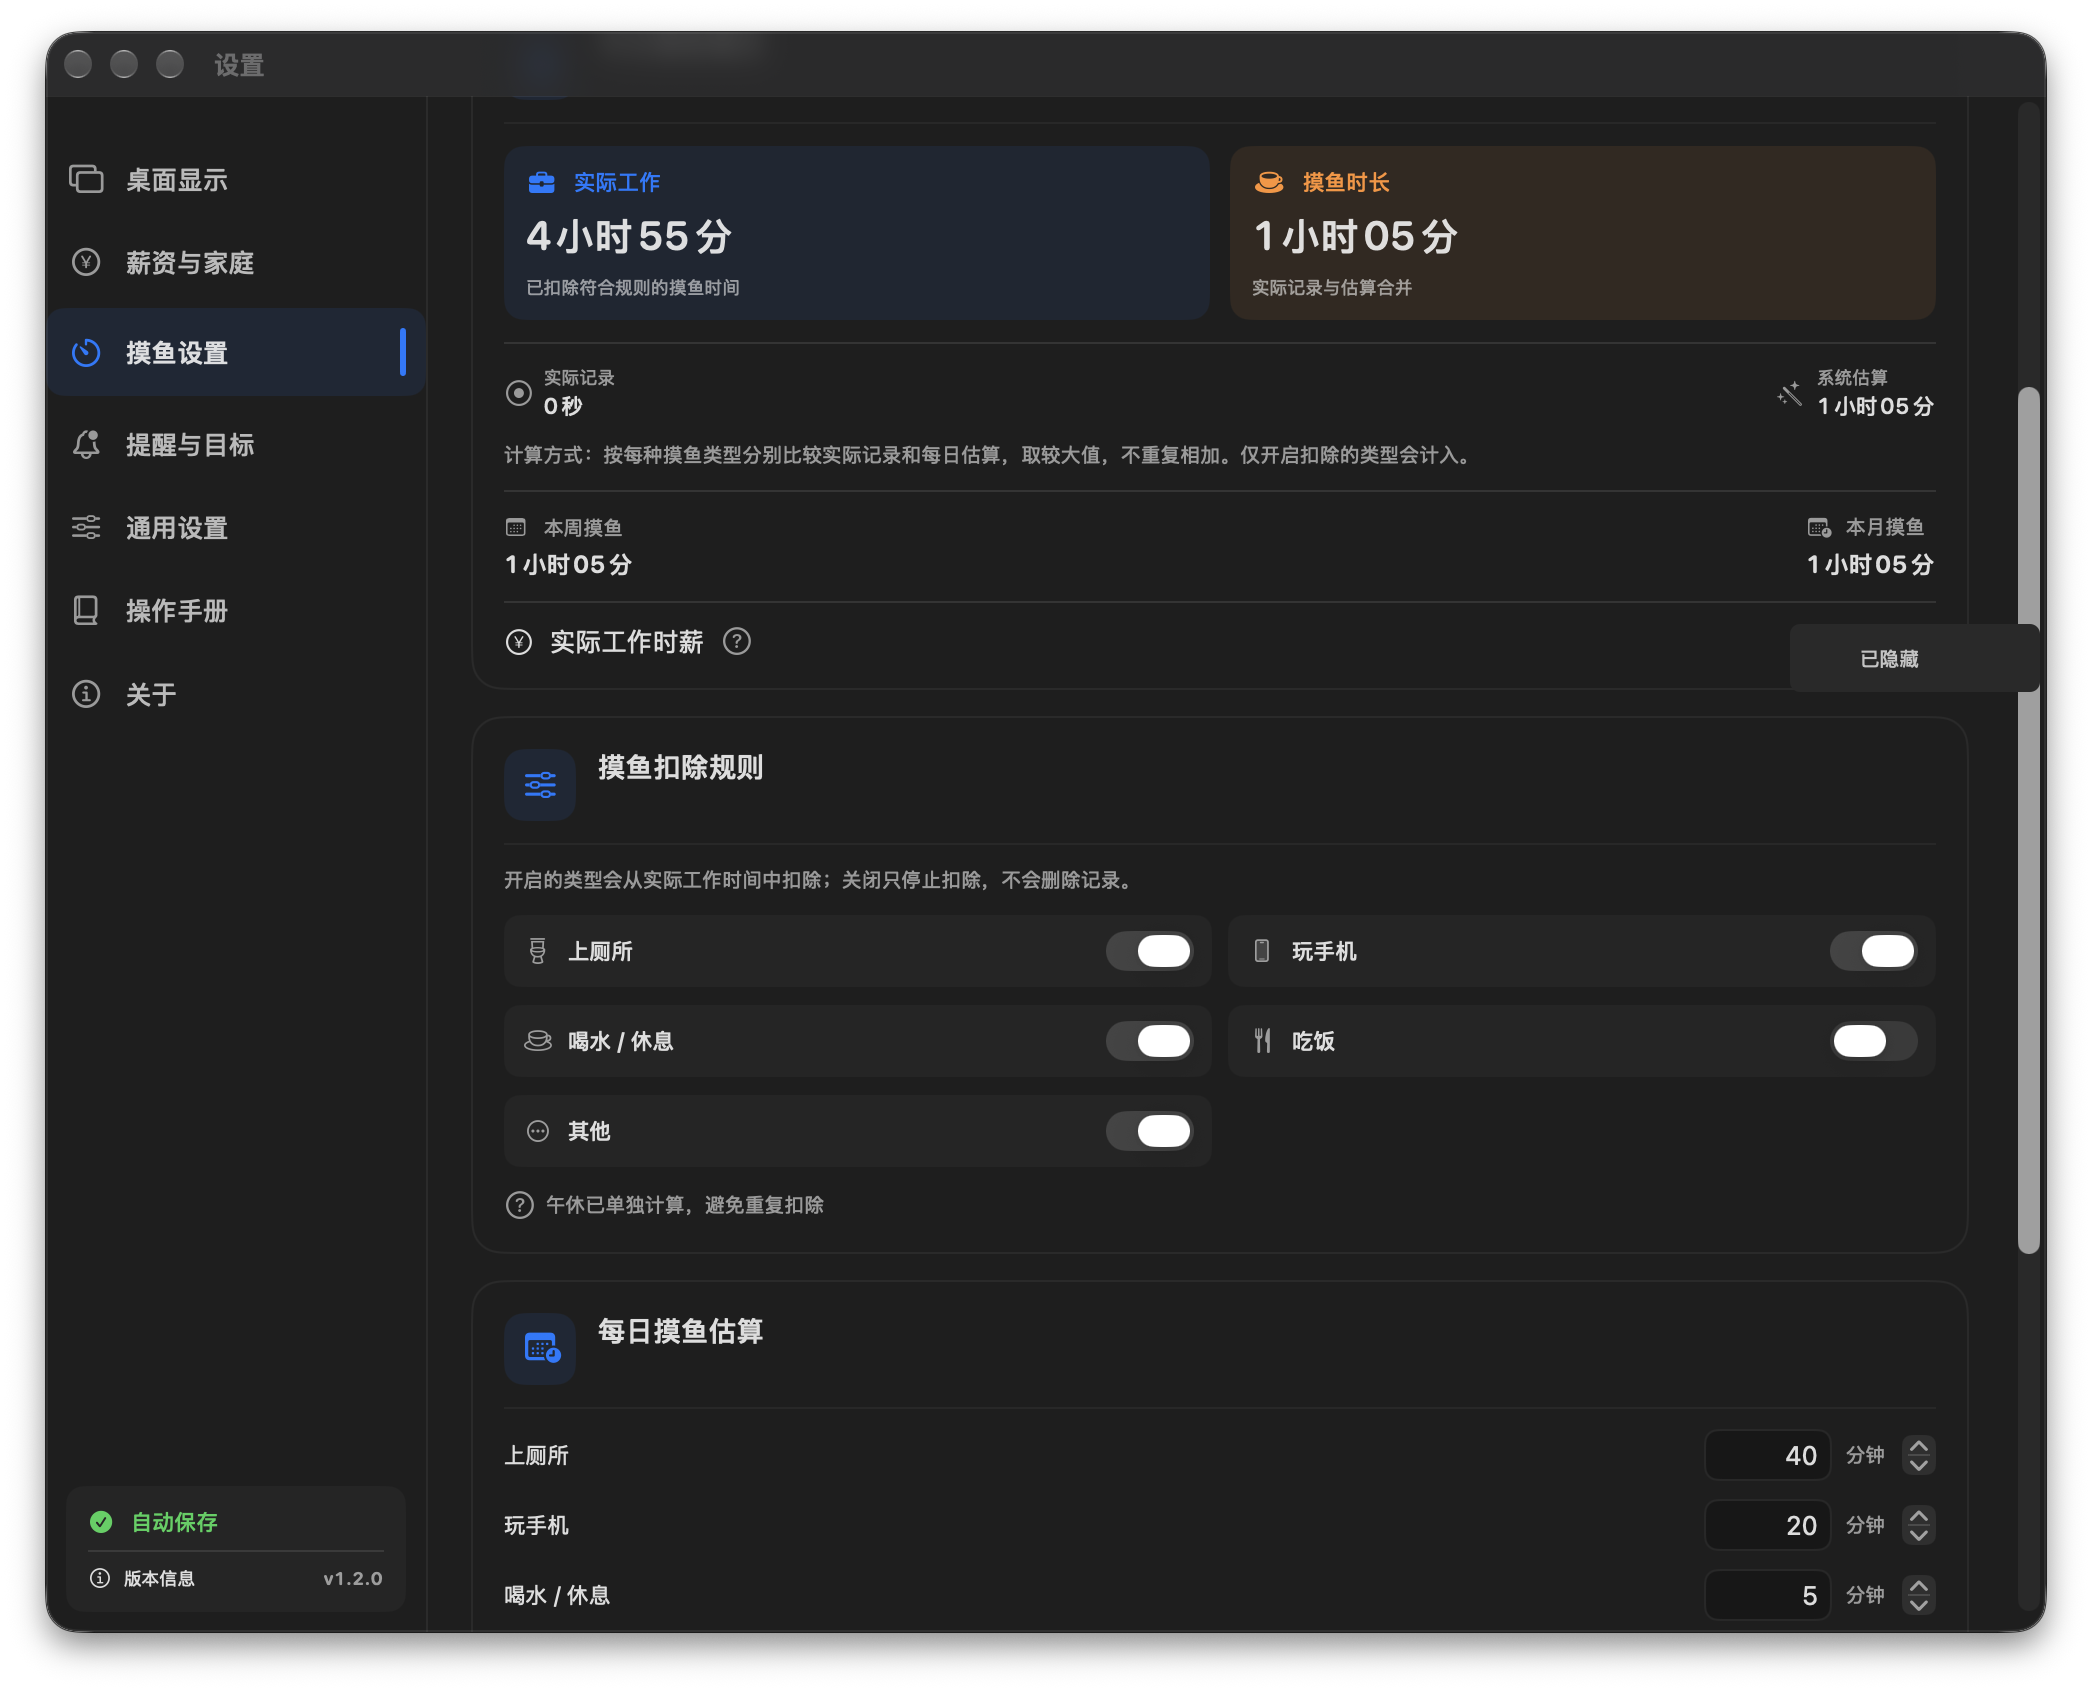 设置
桌面显示
薪资与家庭
摸鱼设置
提醒与目标
通用设置
操作手册
关于
自动保存
版本信息 v1.2.0
实际工作
4小时55分
已扣除符合规则的摸鱼时间
摸鱼时长
1小时05分
实际记录与估算合并
实际记录
0秒
系统估算
1小时05分
计算方式：按每种摸鱼类型分别比较实际记录和每日估算，取较大值，不重复相加。仅开启扣除的类型会计入。
本周摸鱼
1小时05分
本月摸鱼
1小时05分
实际工作时薪
已隐藏
摸鱼扣除规则
开启的类型会从实际工作时间中扣除；关闭只停止扣除，不会删除记录。
上厕所
玩手机
喝水 / 休息
吃饭
其他
午休已单独计算，避免重复扣除
每日摸鱼估算
上厕所 40 分钟
玩手机 20 分钟
喝水 / 休息 5 分钟